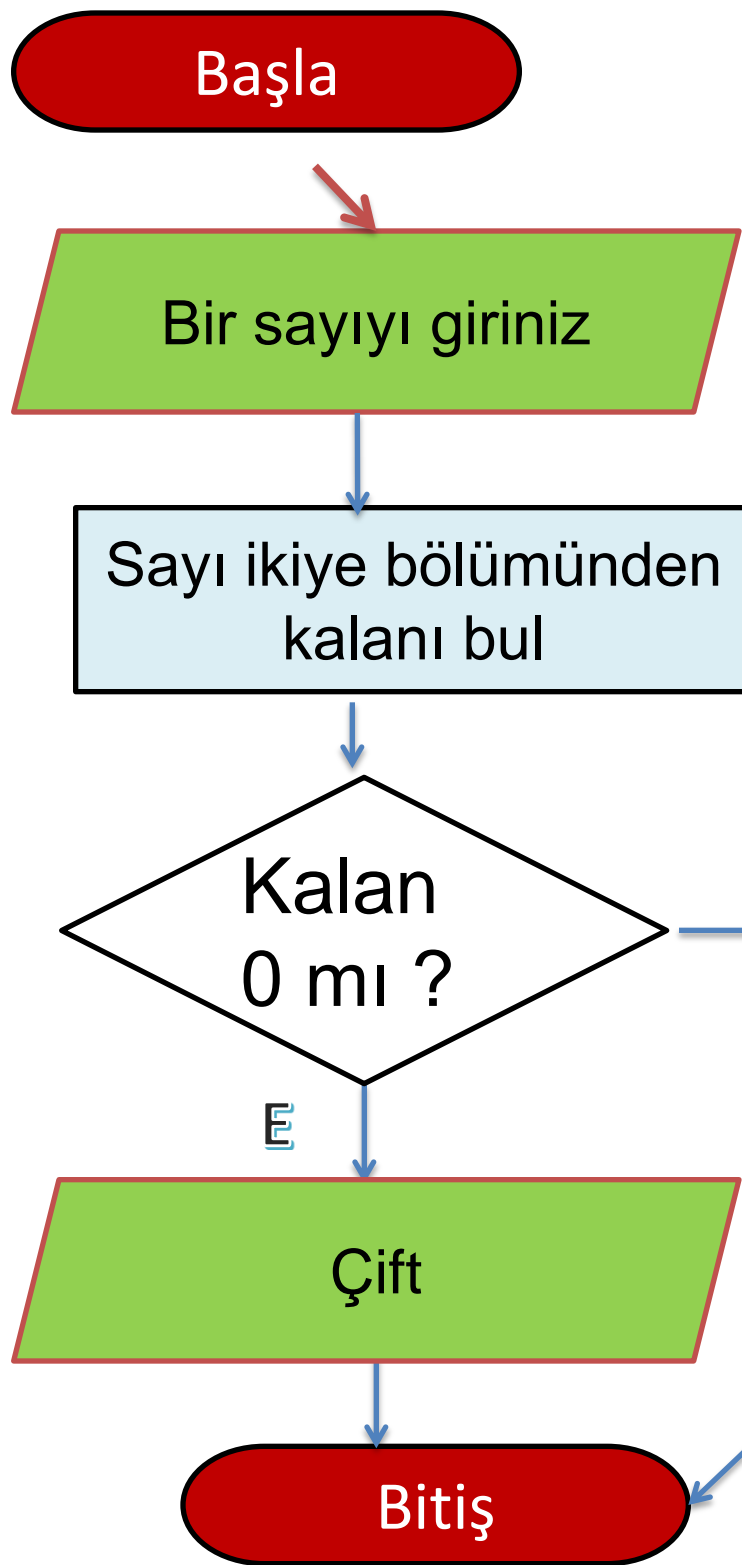 Başla
Bir sayıyı giriniz
Sayı ikiye bölümünden
kalanı bul
Kalan
0 mı ?
E
Çift
Bitiş